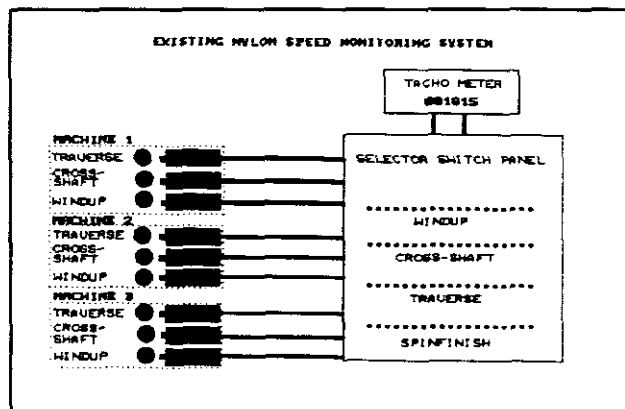 EXISTING NYLON SPEED MONITORING SYSTEM
TACHO METER
001015
MACHINE 1
TRAVERSE
CROSS-
SHAFT
WINDUP
MACHINE 2
TRAVERSE
CROSS-
SHAFT
WINDUP
MACHINE 3
TRAVERSE
CROSS-
SHAFT
WINDUP
SELECTOR SWITCH PANEL
WINDUP
CROSS-SHAFT
TRAVERSE
SPINFINISH